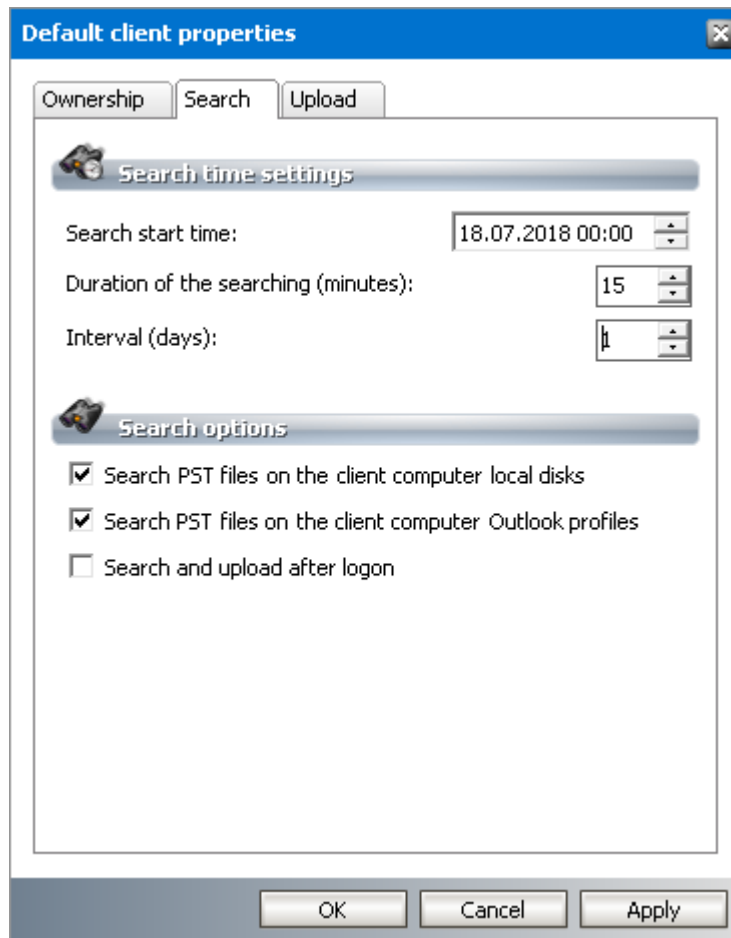 Default client properties
Ownership Search Upload
Search time settings
Search start time: 18.07.2018 00:00
Duration of the searching (minutes): 15
Interval (days): 1
Search options
Search PST files on the client computer local disks
Search PST files on the client computer Outlook profiles
Search and upload after logon
OK Cancel Apply